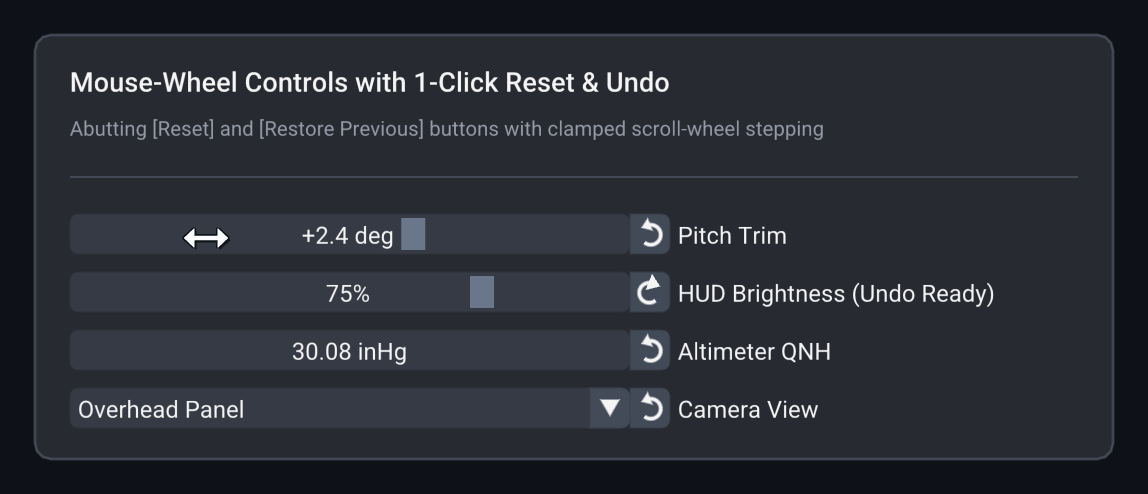 Mouse-Wheel Controls with 1-Click Reset & Undo
Abutting [Reset] and [Restore Previous] buttons with clamped scroll-wheel stepping
+2.4 deg Pitch Trim
75% HUD Brightness (Undo Ready)
30.08 inHg Altimeter QNH
Overhead Panel Camera View